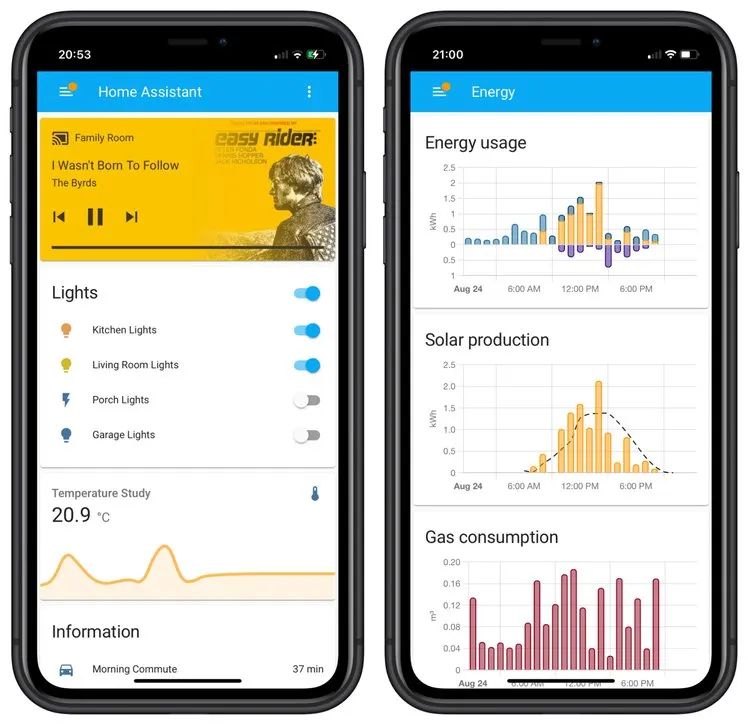 20:53
Home Assistant
Family Room
I Wasn't Born To Follow
The Byrds
easy RIDER:
PETER FONDA
DENNIS HOPPER
JACK NICHOLSON
Lights
Kitchen Lights
Living Room Lights
Porch Lights
Garage Lights
Temperature Study
20.9 °C
Information
Morning Commute 37 min
21:00
Energy
Energy usage
2.5
2
1.5
1
0.5
0
0.5
1
kWh
Aug 24 6:00 AM 12:00 PM 6:00 PM
Solar production
2.5
2.0
1.5
1.0
0.5
0
kWh
Aug 24 6:00 AM 12:00 PM 6:00 PM
Gas consumption
0.20
0.16
0.12
0.08
0.04
0
m³
Aug 24 6:00 AM 12:00 PM 6:00 PM